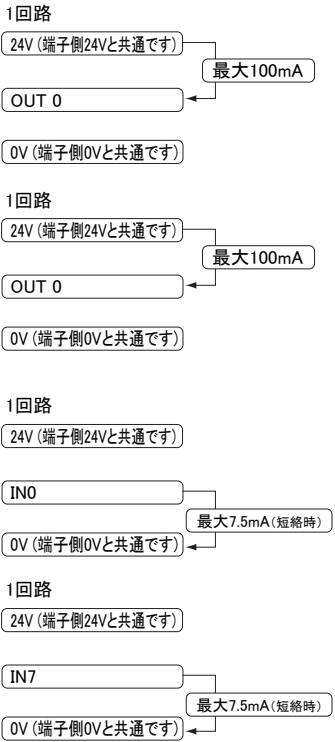 1回路
24V (端子側24Vと共通です)
最大100mA
OUT 0
0V (端子側0Vと共通です)
1回路
24V (端子側24Vと共通です)
最大100mA
OUT 0
0V (端子側0Vと共通です)
1回路
24V (端子側24Vと共通です)
IN0
最大7.5mA(短絡時)
0V (端子側0Vと共通です)
1回路
24V (端子側24Vと共通です)
IN7
最大7.5mA(短絡時)
0V (端子側0Vと共通です)